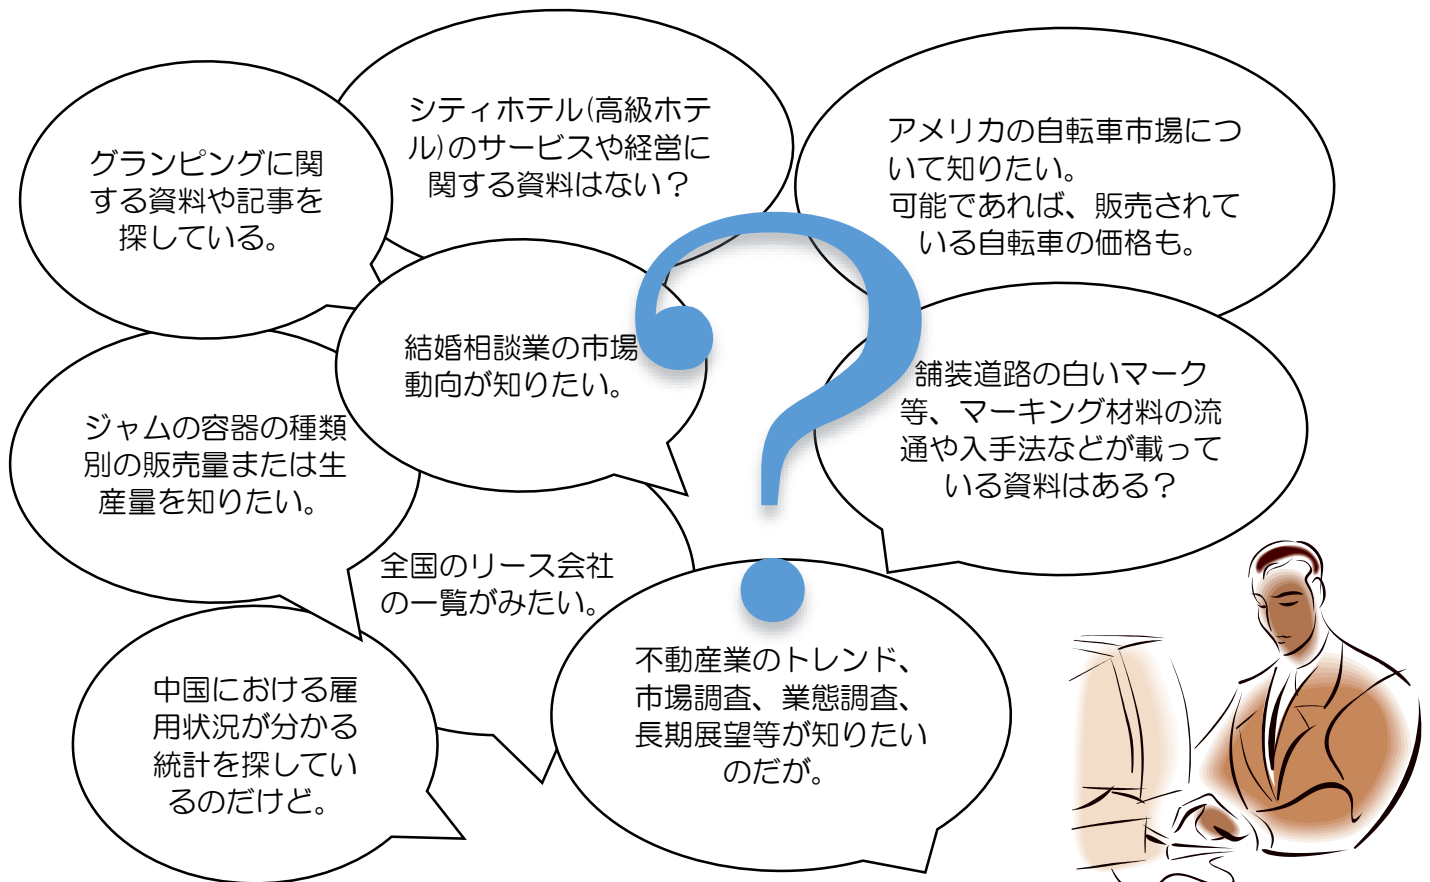 グランピングに関
する資料や記事を
探している。
シティホテル(高級ホテ
ル)のサービスや経営に
関する資料はない？
アメリカの自転車市場につ
いて知りたい。
可能であれば、販売されて
いる自転車の価格も。
結婚相談業の市場
動向が知りたい。
舗装道路の白いマーク
等、マーキング材料の流
通や入手法などが載って
いる資料はある？
ジャムの容器の種類
別の販売量または生
産量を知りたい。
全国のリース会社
の一覧がみたい。
不動産業のトレンド、
市場調査、業態調査、
長期展望等が知りたい
のだが。
中国における雇
用状況が分かる
統計を探してい
るのだけど。
?